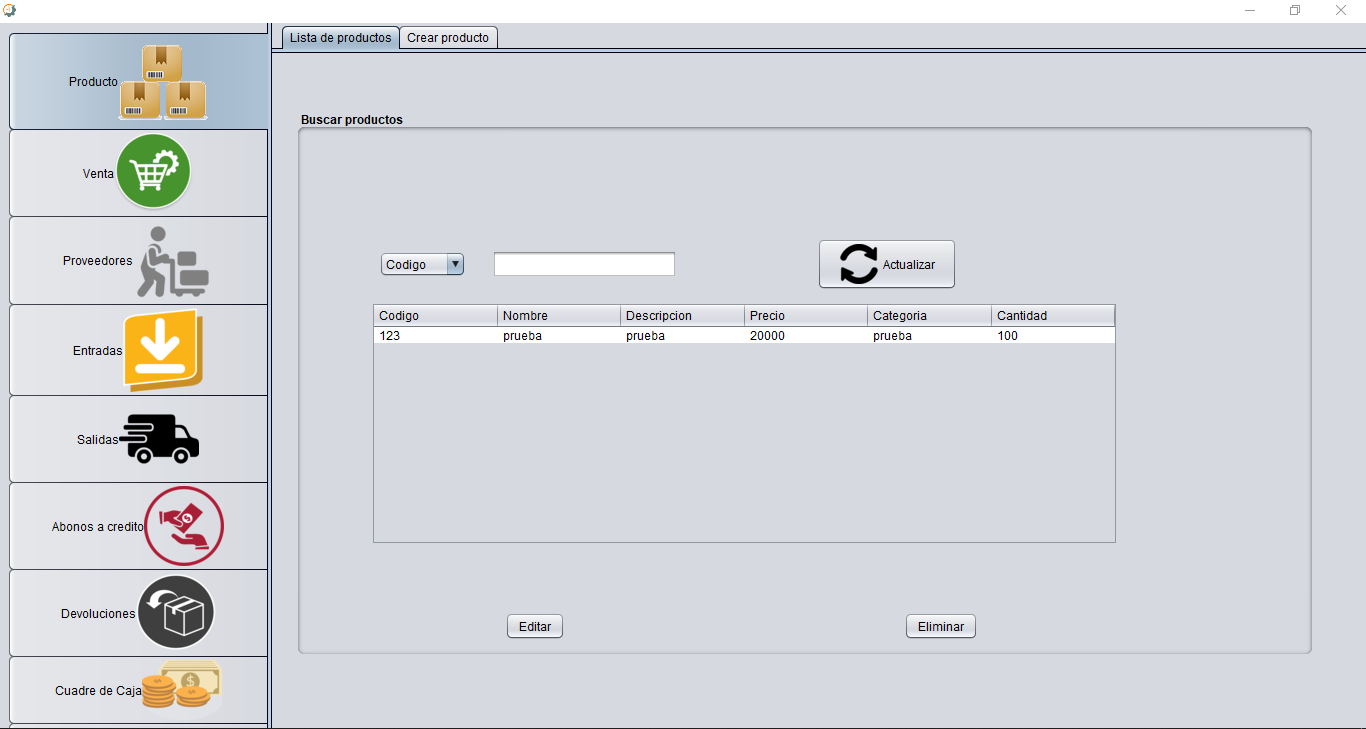 Lista de productos Crear producto
Producto
Venta
Proveedores
Entradas
Salidas
Abonos a credito
Devoluciones
Cuadre de Caja
Buscar productos
Codigo Actualizar
Codigo Nombre Descripcion Precio Categoria Cantidad
123 prueba prueba 20000 prueba 100
Editar Eliminar